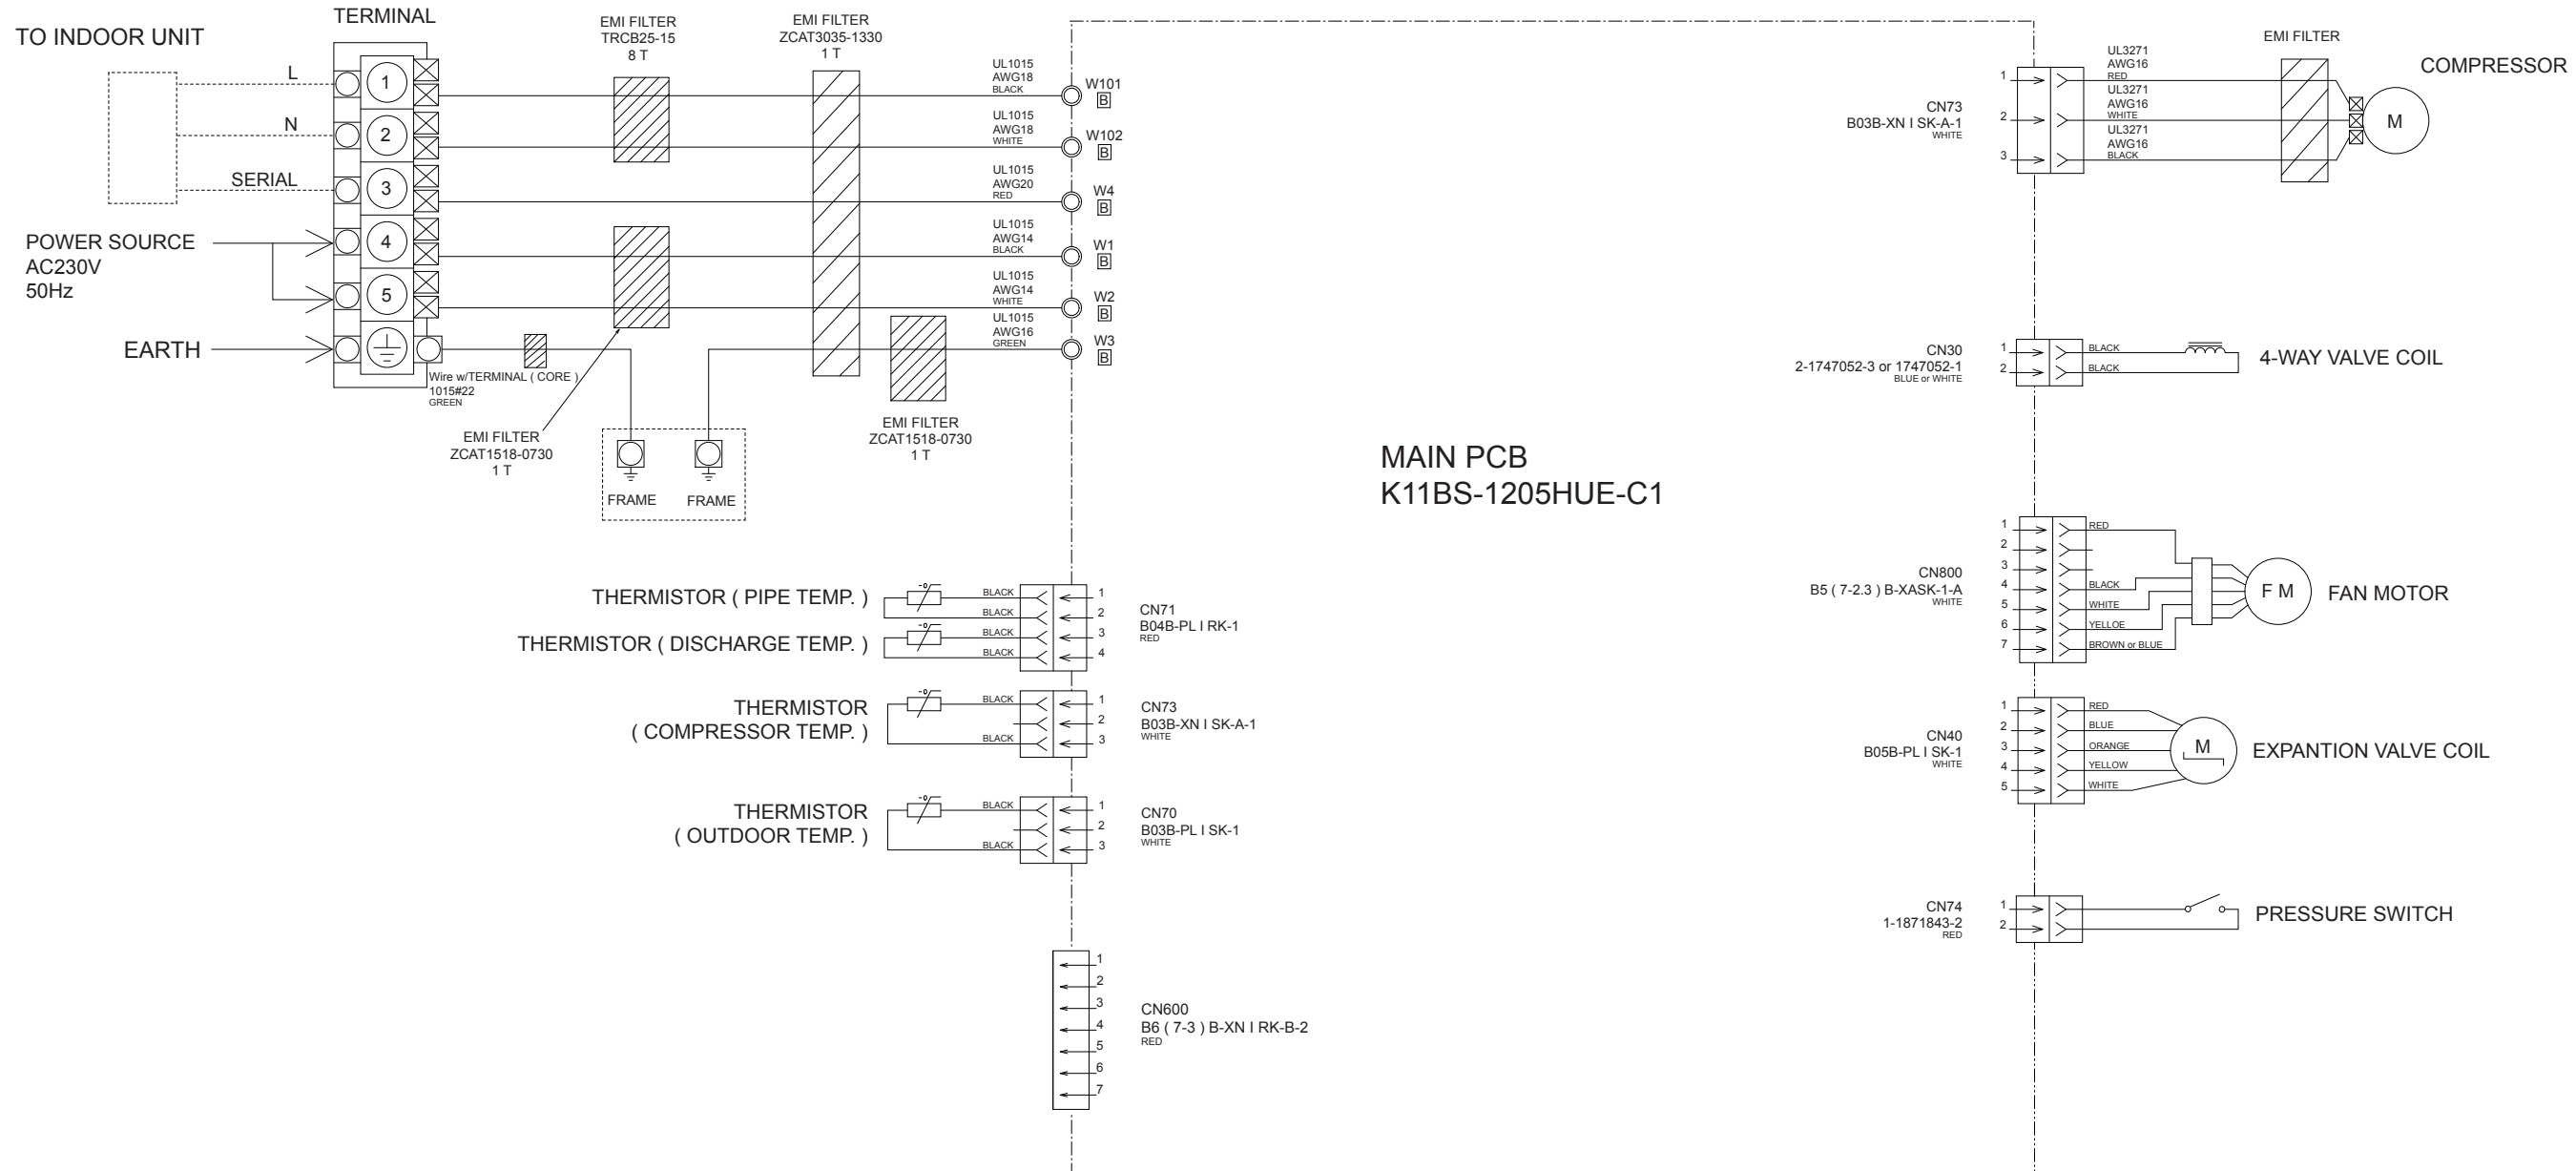 TO INDOOR UNIT
TERMINAL
L
N
SERIAL
POWER SOURCE
AC230V
50Hz
EARTH
1
2
3
4
5
Wire w/TERMINAL ( CORE )
1015#22
GREEN
EMI FILTER
TRCB25-15
8 T
EMI FILTER
ZCAT3035-1330
1 T
EMI FILTER
ZCAT1518-0730
1 T
EMI FILTER
ZCAT1518-0730
1 T
FRAME
FRAME
UL1015
AWG18
BLACK
W101
B
UL1015
AWG18
WHITE
W102
B
UL1015
AWG20
RED
W4
B
UL1015
AWG14
BLACK
W1
B
UL1015
AWG14
WHITE
W2
B
UL1015
AWG16
GREEN
W3
B
THERMISTOR ( PIPE TEMP. )
THERMISTOR ( DISCHARGE TEMP. )
BLACK
BLACK
BLACK
BLACK
1
2
3
4
CN71
B04B-PL I RK-1
RED
THERMISTOR
( COMPRESSOR TEMP. )
BLACK
BLACK
1
2
3
CN73
B03B-XN I SK-A-1
WHITE
THERMISTOR
( OUTDOOR TEMP. )
BLACK
BLACK
1
2
3
CN70
B03B-PL I SK-1
WHITE
1
2
3
4
5
6
7
CN600
B6 ( 7-3 ) B-XN I RK-B-2
RED
MAIN PCB
K11BS-1205HUE-C1
CN73
B03B-XN I SK-A-1
WHITE
1
2
3
UL3271
AWG16
RED
UL3271
AWG16
WHITE
UL3271
AWG16
BLACK
EMI FILTER
M
COMPRESSOR
CN30
2-1747052-3 or 1747052-1
BLUE or WHITE
1
2
BLACK
BLACK
4-WAY VALVE COIL
CN800
B5 ( 7-2.3 ) B-XASK-1-A
WHITE
1
2
3
4
5
6
7
RED
BLACK
WHITE
YELLOE
BROWN or BLUE
F M
FAN MOTOR
CN40
B05B-PL I SK-1
WHITE
1
2
3
4
5
RED
BLUE
ORANGE
YELLOW
WHITE
M
EXPANTION VALVE COIL
CN74
1-1871843-2
RED
1
2
PRESSURE SWITCH